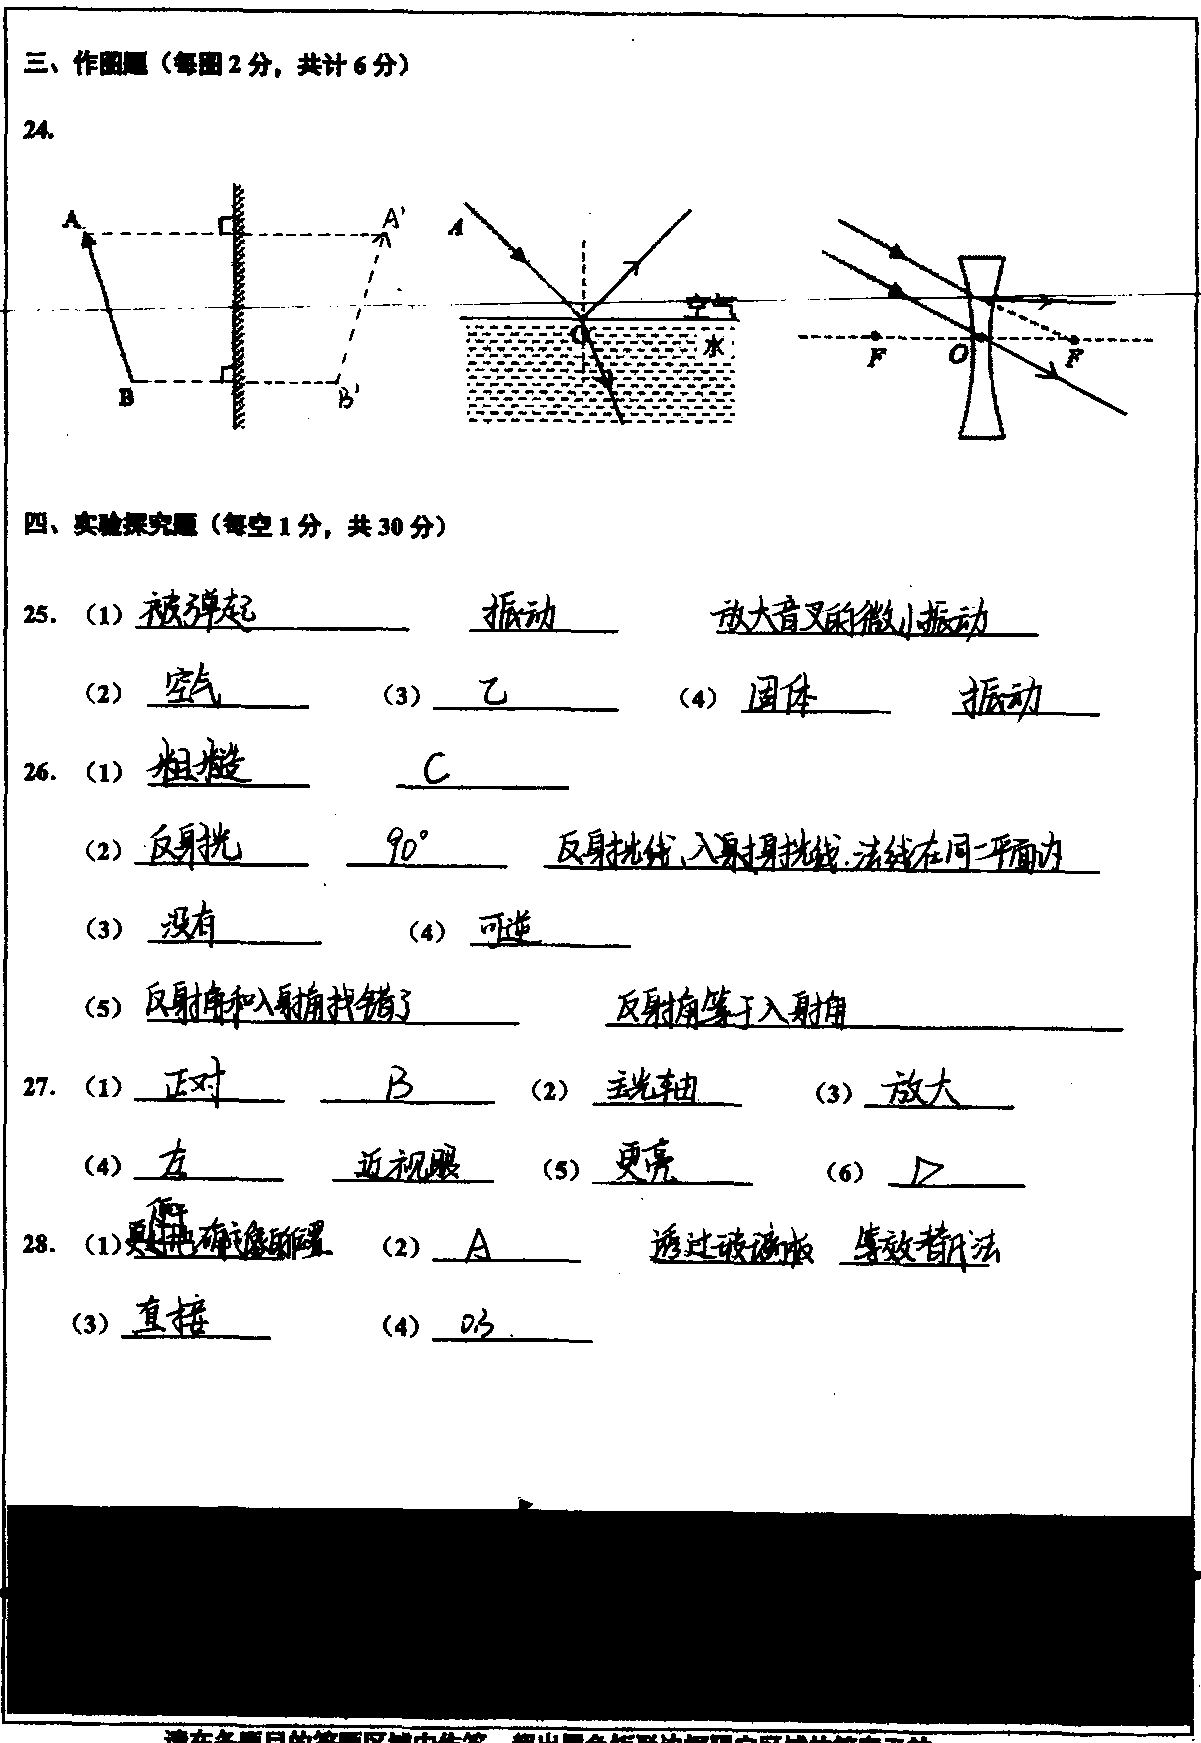 三、作图题（每图2分，共计6分）
24.
A A' B B' A O 空气 水 F O F
四、实验探究题（每空1分，共30分）
25.（1）被弹起 振动 放大音叉的微小振动
（2）空气 （3）乙 （4）固体 振动
26.（1）粗糙 C
（2）反射光 90° 反射光线、入射光线、法线在同一平面内
（3）没有 （4）可逆
（5）反射角和入射角找错了 反射角等于入射角
27.（1）正对 B （2）主光轴 （3）放大
（4）左 近视眼 （5）更亮 （6）D
28.（1）便于确定像的位置 （2）A 透过玻璃板 等效替代法
（3）直接 （4）0.3